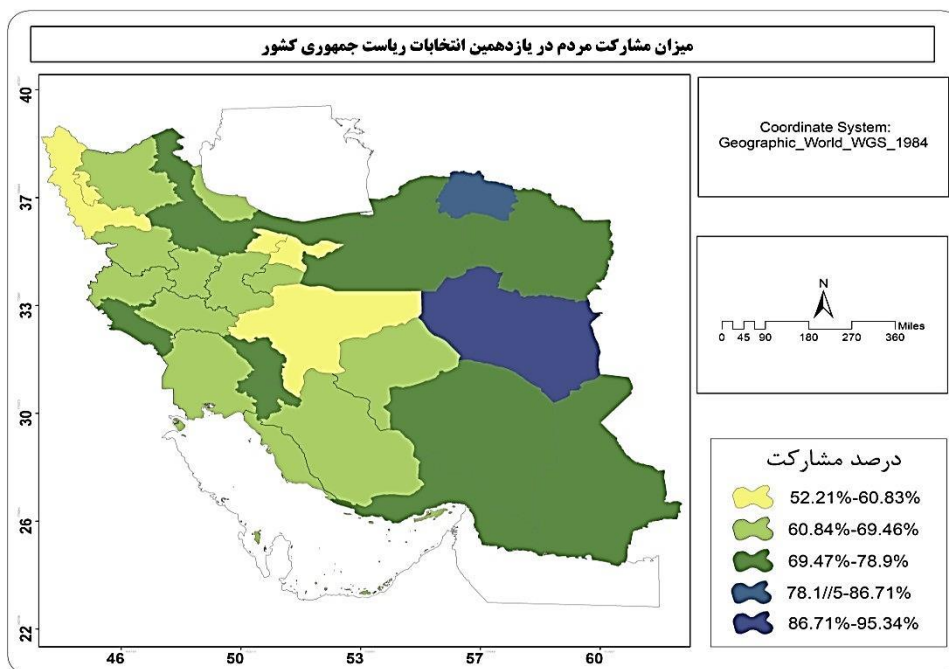 میزان مشارکت مردم در یازدهمین انتخابات ریاست جمهوری کشور
Coordinate System:
Geographic_World_WGS_1984
N
Miles
0 45 90 180 270 360
درصد مشارکت
52.21%-60.83%
60.84%-69.46%
69.47%-78.9%
78.1//5-86.71%
86.71%-95.34%
40
37
33
30
26
22
46 50 53 57 60